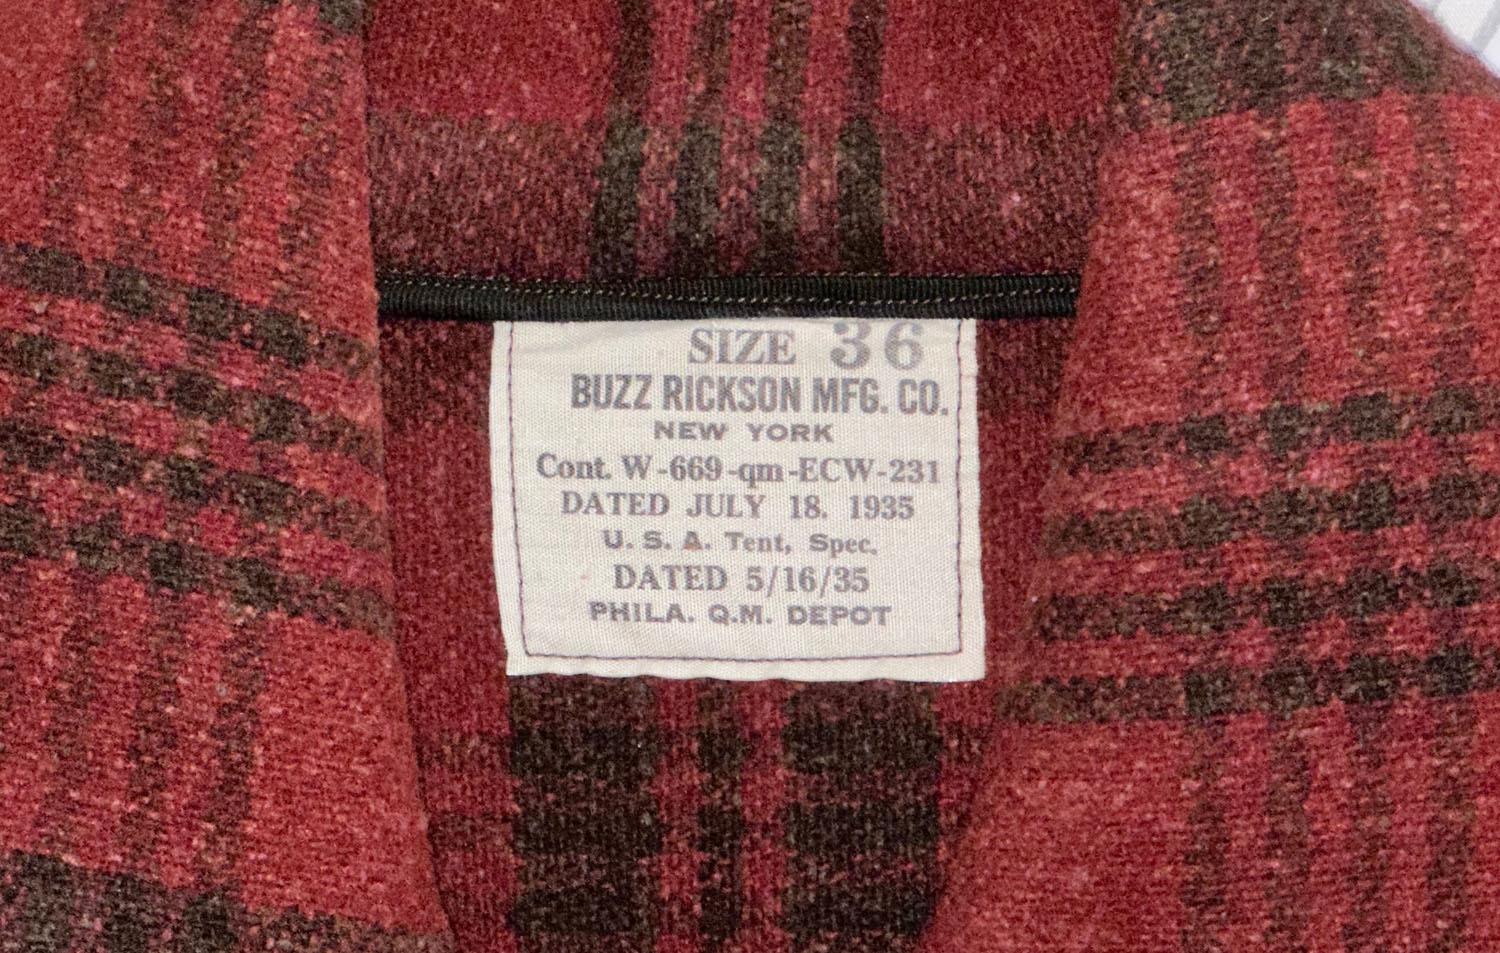 SIZE 36
BUZZ RICKSON MFG. CO.
NEW YORK
Cont. W-669-qm-ECW-231
DATED JULY 18. 1935
U. S. A. Tent, Spec.
DATED 5/16/35
PHILA. Q.M. DEPOT